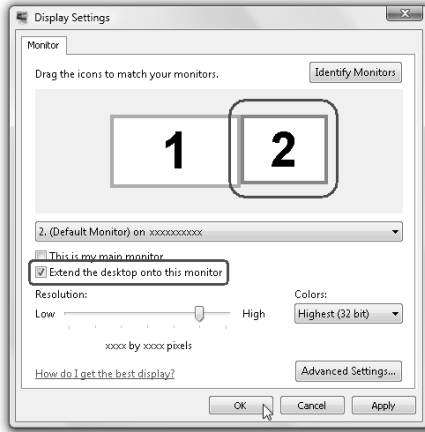 Display Settings
Monitor
Drag the icons to match your monitors.
Identify Monitors
1
2
2. (Default Monitor) on xxxxxxxxxx
This is my main monitor
Extend the desktop onto this monitor
Resolution:
Colors:
Low
High
Highest (32 bit)
xxxx by xxxx pixels
How do I get the best display?
Advanced Settings...
OK
Cancel
Apply